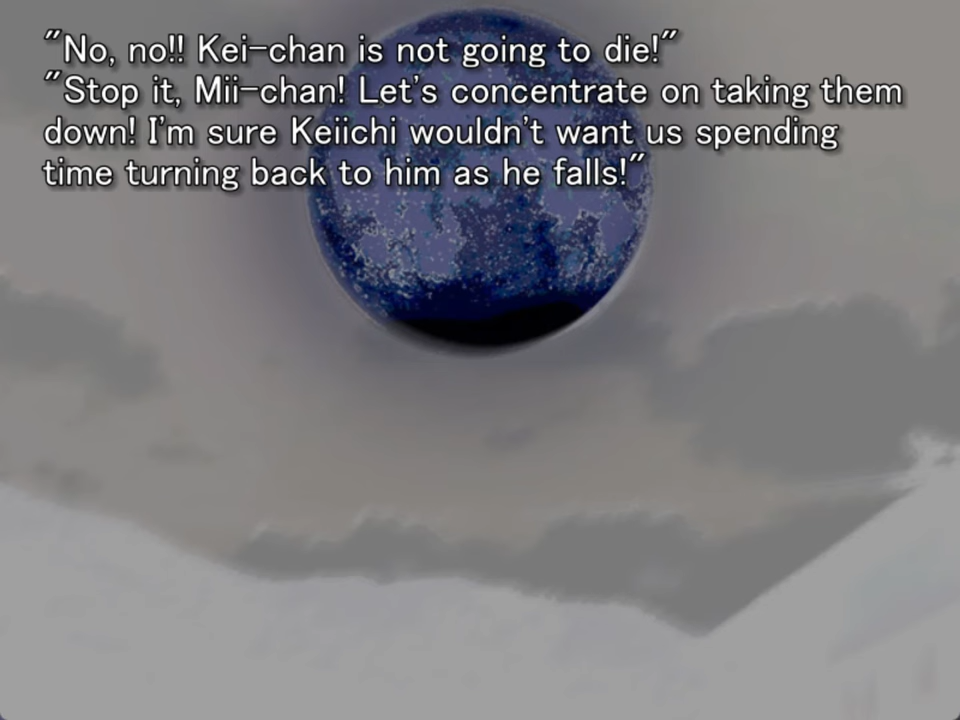 "No, no!! Kei-chan is not going to die!"
"Stop it, Mii-chan! Let's concentrate on taking them
down! I'm sure Keiichi wouldn't want us spending
time turning back to him as he falls!"